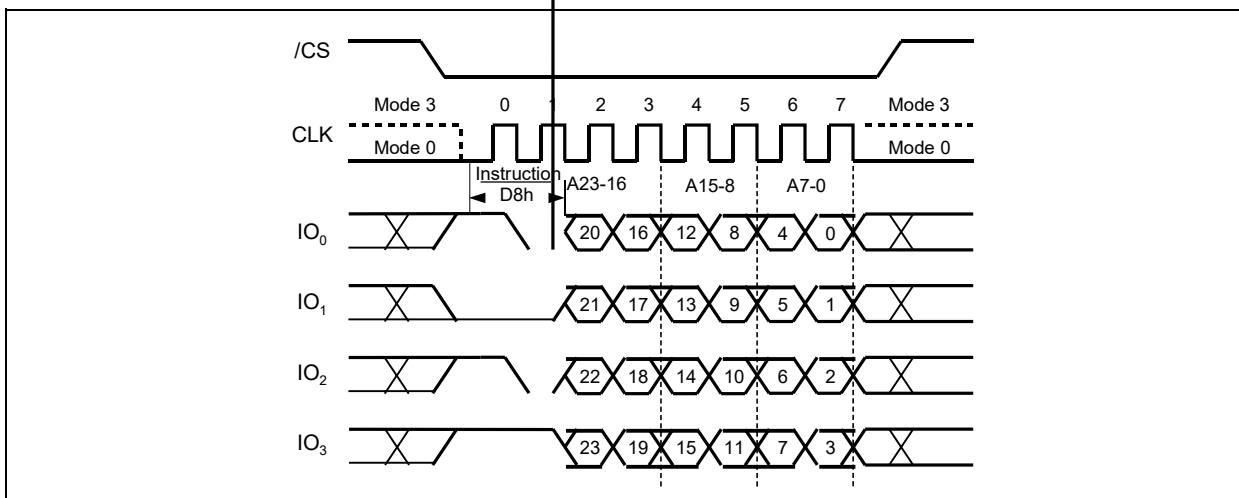 /CS
Mode 3 0 1 2 3 4 5 6 7 Mode 3
CLK
Mode 0 Mode 0
Instruction A23-16 A15-8 A7-0
D8h
IO0 20 16 12 8 4 0
IO1 21 17 13 9 5 1
IO2 22 18 14 10 6 2
IO3 23 19 15 11 7 3